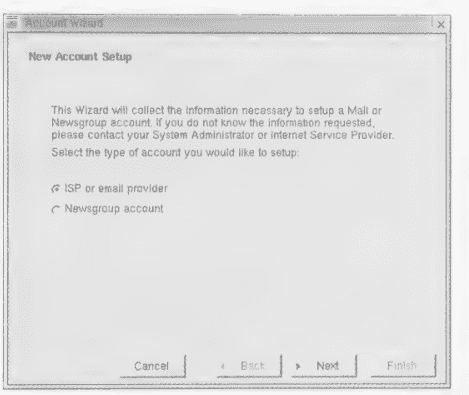 Account Wizard
New Account Setup
This Wizard will collect the information necessary to setup a Mail or
Newsgroup account. If you do not know the information requested,
please contact your System Administrator or Internet Service Provider.
Select the type of account you would like to setup:
ISP or email provider
Newsgroup account
Cancel Back Next Finish